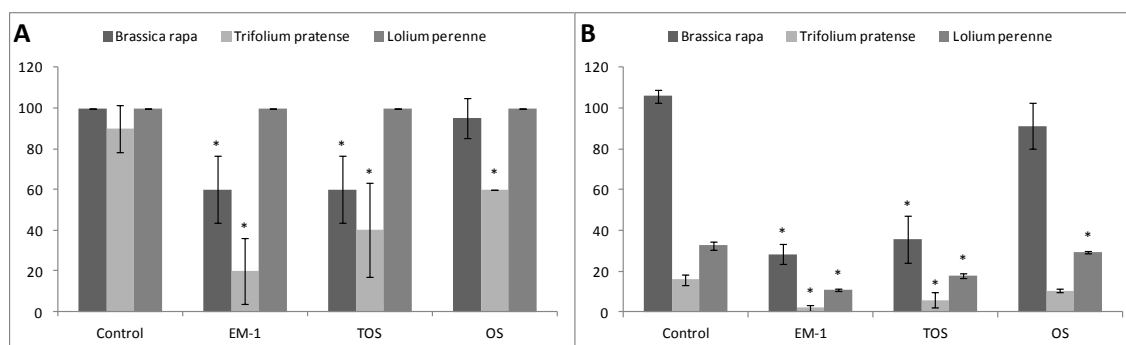 A
Brassica rapa Trifolium pratense Lolium perenne
120
100
80
60
40
20
0
* * * * *
Control EM-1 TOS OS
B
Brassica rapa Trifolium pratense Lolium perenne
120
100
80
60
40
20
0
* * * * * * *
Control EM-1 TOS OS